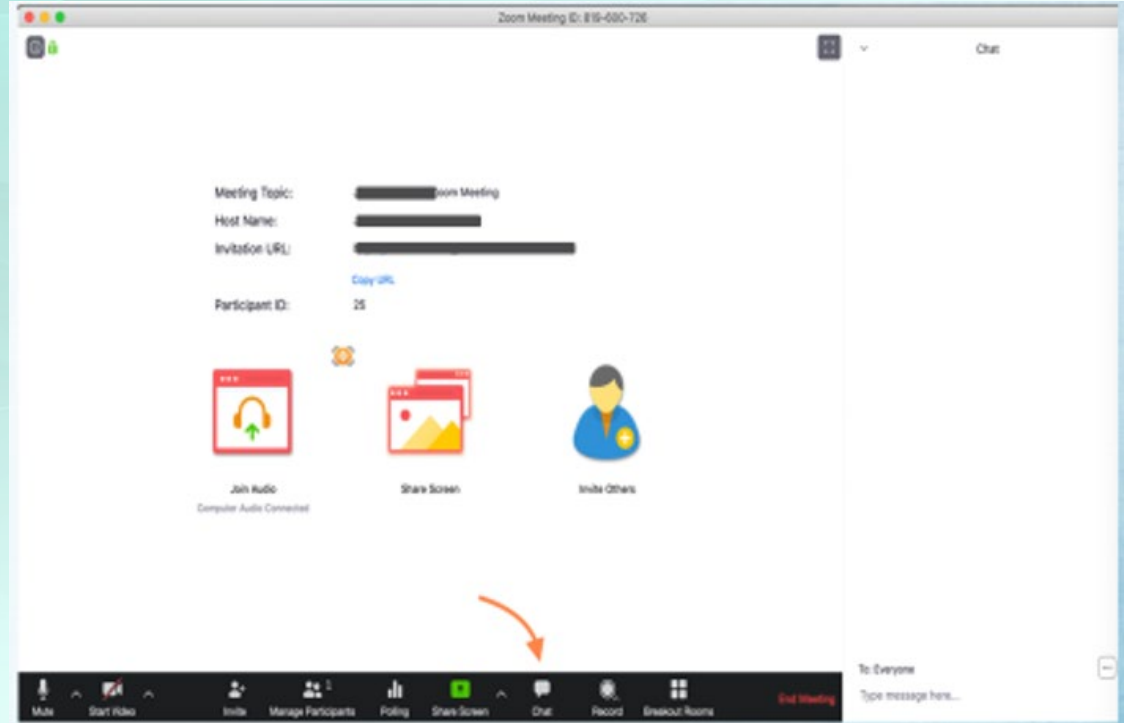 Zoom Meeting ID: 819-600-726
Chat
Meeting Topic: oom Meeting
Host Name:
Invitation URL:
Copy URL
Participant ID: 25
Join Audio
Share Screen
Invite Others
Computer Audio Connected
To: Everyone
Type message here...
1
Mute
Start Video
Invite
Manage Participants
Polling
Share Screen
Chat
Record
Breakout Rooms
End Meeting